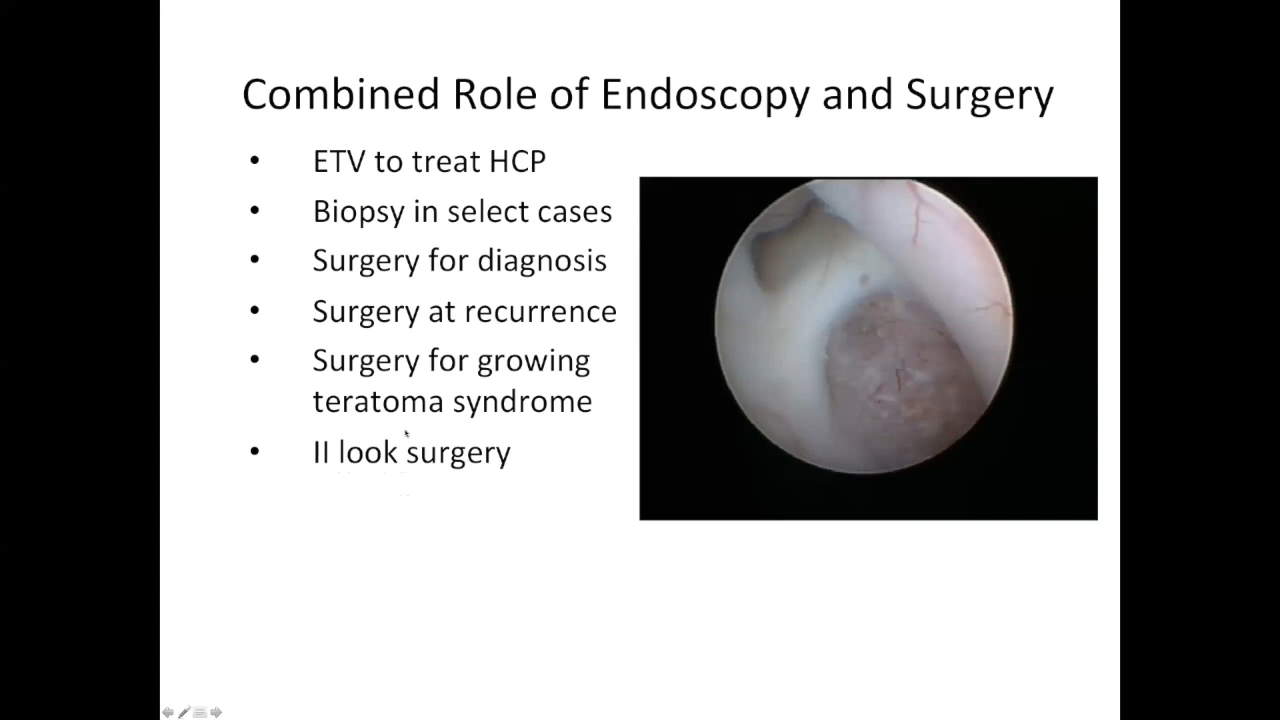 Combined Role of Endoscopy and Surgery
• ETV to treat HCP
• Biopsy in select cases
• Surgery for diagnosis
• Surgery at recurrence
• Surgery for growing
teratoma syndrome
• II look surgery